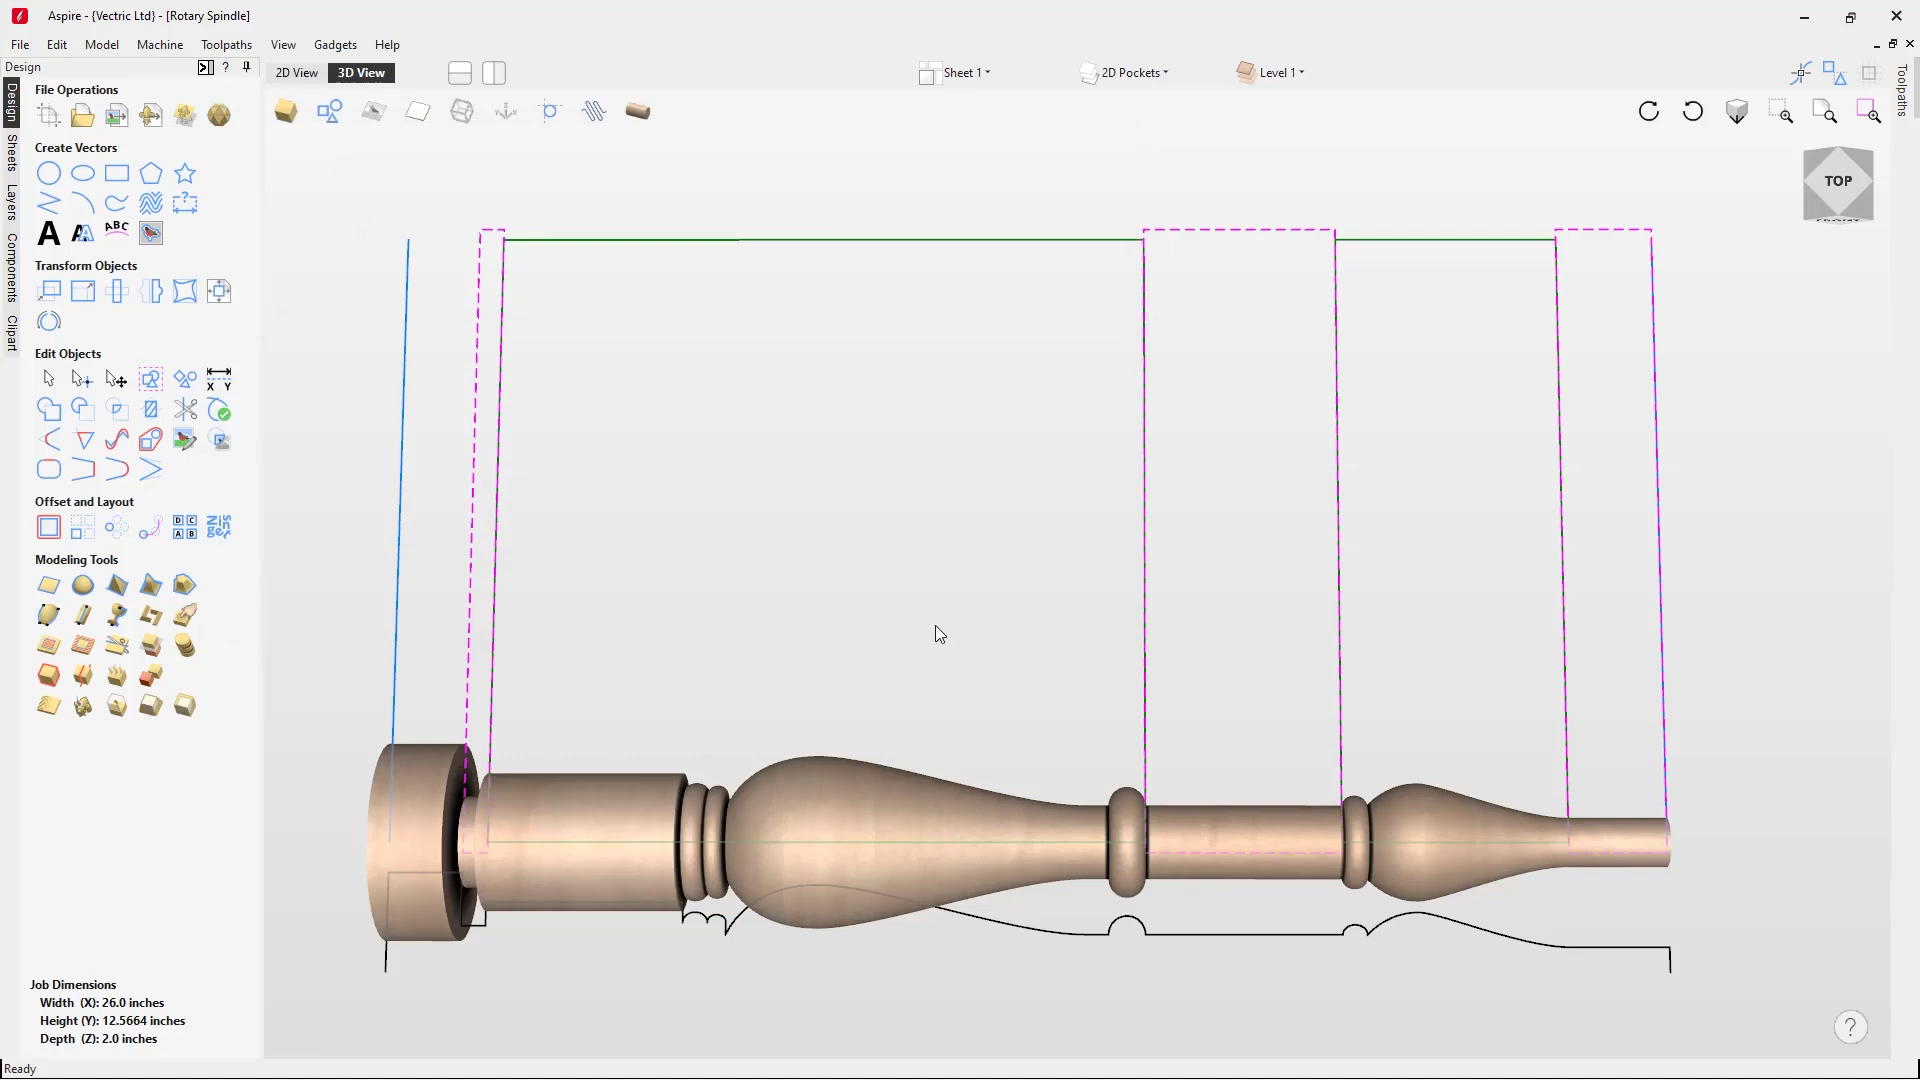 Aspire - {Vectric Ltd} - [Rotary Spindle]
File Edit Model Machine Toolpaths View Gadgets Help
Design
2D View 3D View Sheet 1 2D Pockets Level 1
Design
Sheets
Layers
Components
Clipart
Toolpaths
File Operations
Create Vectors
A
ABC
Transform Objects
Edit Objects
X Y
Offset and Layout
D C
A B
Modeling Tools
TOP
FRONT
Job Dimensions
Width (X): 26.0 inches
Height (Y): 12.5664 inches
Depth (Z): 2.0 inches
Ready